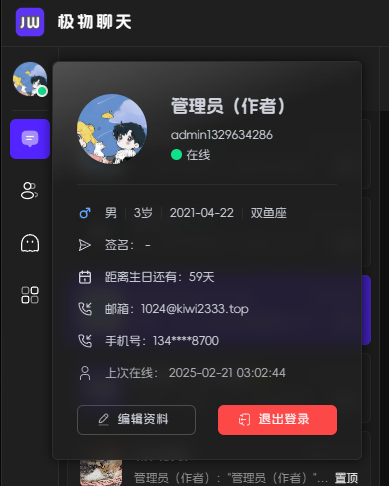 JW 极物聊天
管理员（作者）
admin1329634286
在线
男 3岁 2021-04-22 双鱼座
签名： -
距离生日还有：59天
邮箱：1024@kiwi2333.top
手机号：134****8700
上次在线： 2025-02-21 03:02:44
编辑资料 退出登录
管理员（作者）："管理员（作者）"... 置顶